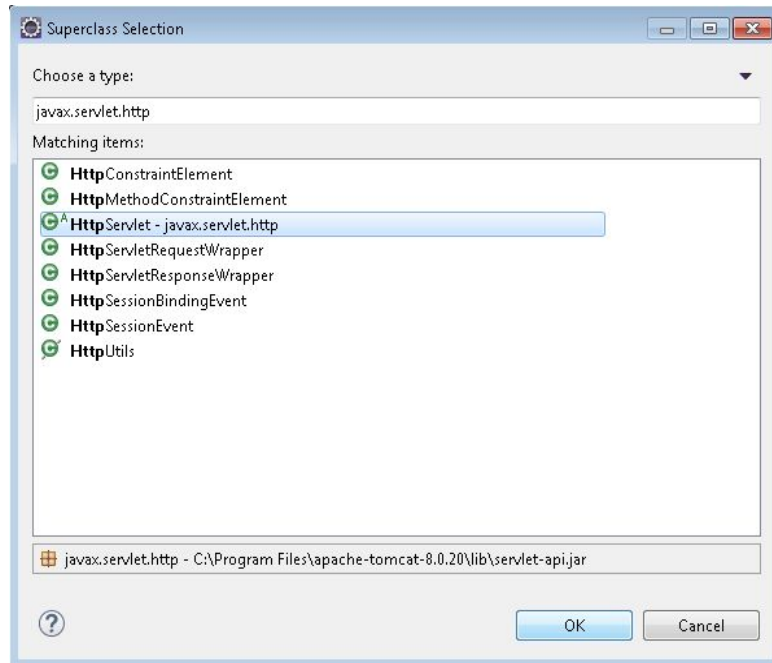 Superclass Selection
Choose a type:
javax.servlet.http
Matching items:
HttpConstraintElement
HttpMethodConstraintElement
HttpServlet - javax.servlet.http
HttpServletRequestWrapper
HttpServletResponseWrapper
HttpSessionBindingEvent
HttpSessionEvent
HttpUtils
javax.servlet.http - C:\Program Files\apache-tomcat-8.0.20\lib\servlet-api.jar
OK Cancel